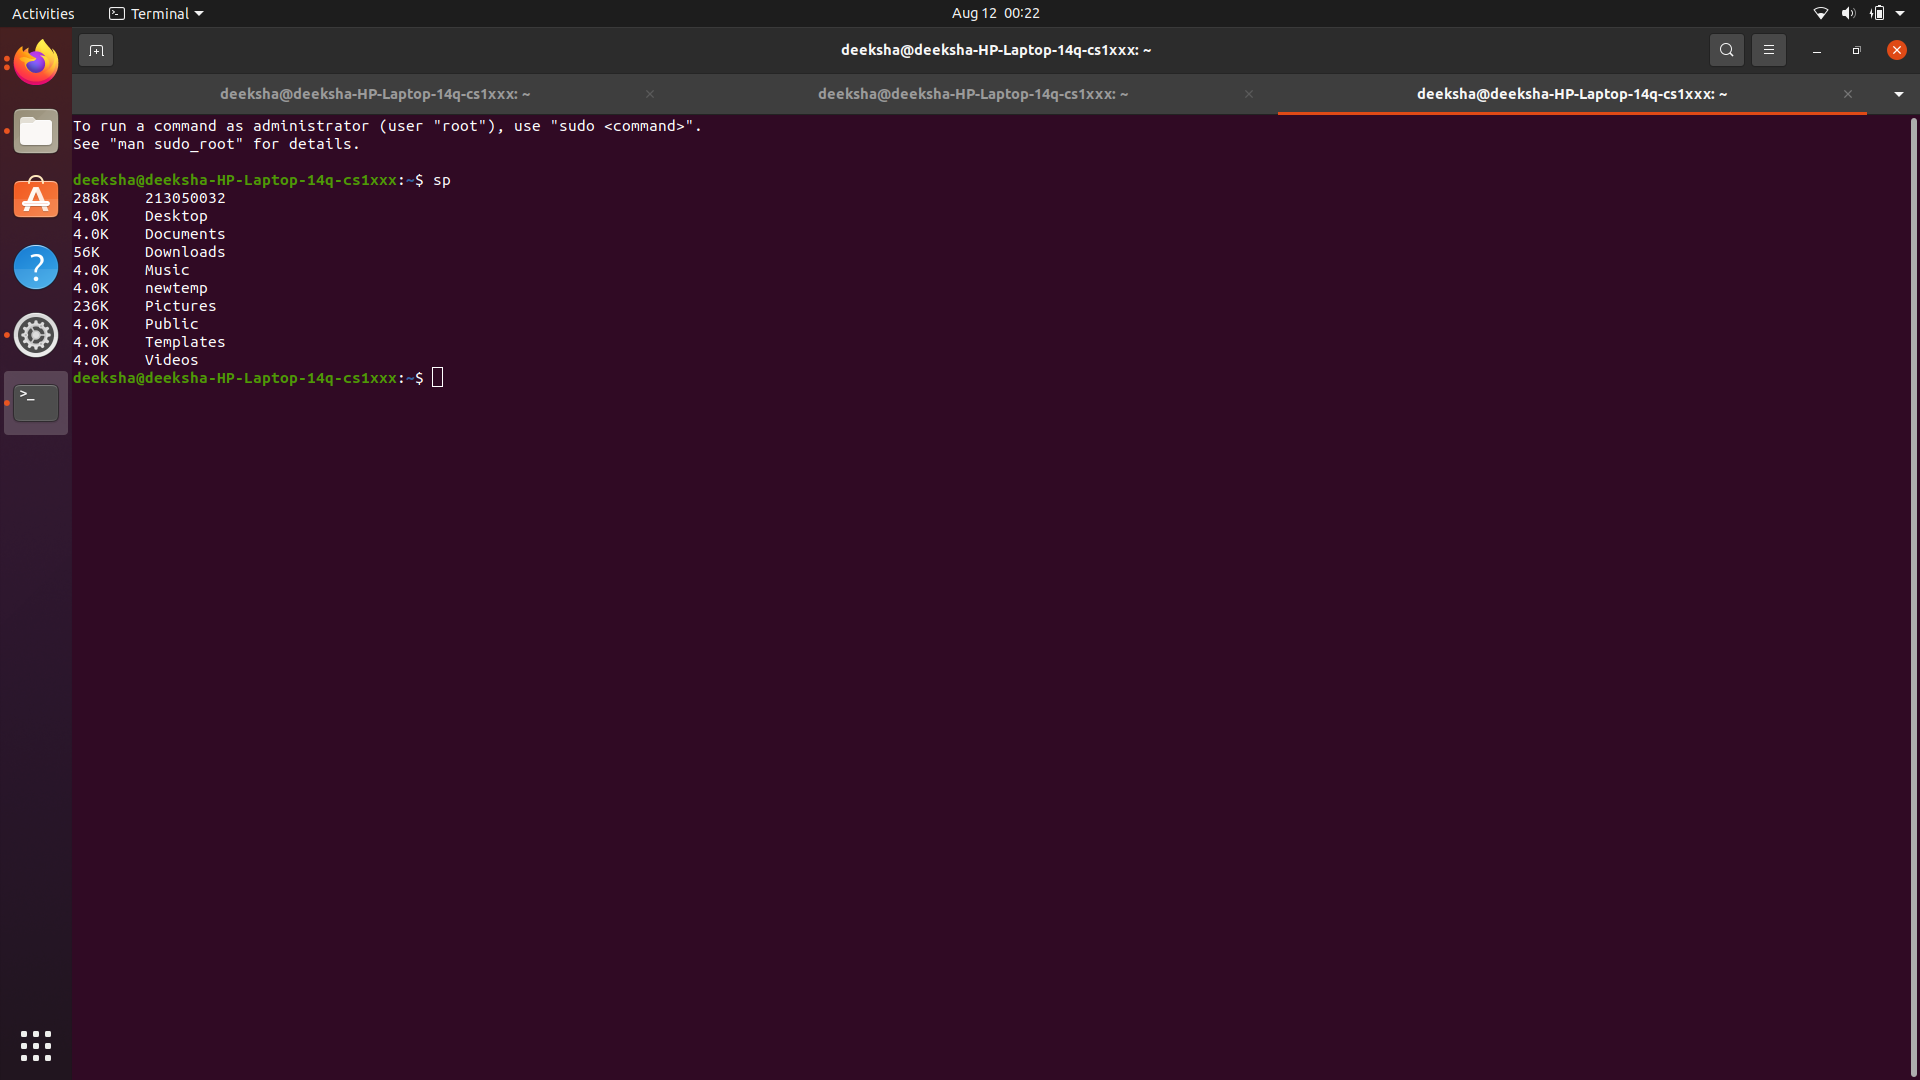 Activities Terminal Aug 12 00:22
deeksha@deeksha-HP-Laptop-14q-cs1xxx: ~
deeksha@deeksha-HP-Laptop-14q-cs1xxx: ~ deeksha@deeksha-HP-Laptop-14q-cs1xxx: ~ deeksha@deeksha-HP-Laptop-14q-cs1xxx: ~
To run a command as administrator (user "root"), use "sudo <command>".
See "man sudo_root" for details.
deeksha@deeksha-HP-Laptop-14q-cs1xxx:~$ sp
288K 213050032
4.0K Desktop
4.0K Documents
56K Downloads
4.0K Music
4.0K newtemp
236K Pictures
4.0K Public
4.0K Templates
4.0K Videos
deeksha@deeksha-HP-Laptop-14q-cs1xxx:~$